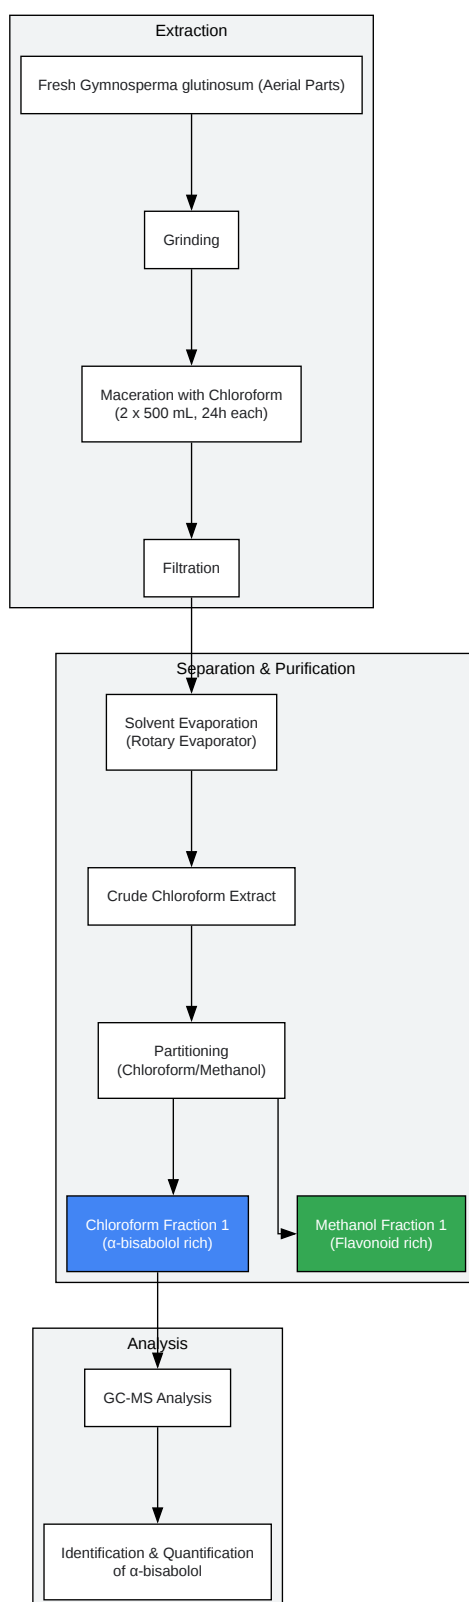 Extraction
Fresh Gymnosperma glutinosum (Aerial Parts)
Grinding
Maceration with Chloroform
(2 x 500 mL, 24h each)
Filtration
Separation & Purification
Solvent Evaporation
(Rotary Evaporator)
Crude Chloroform Extract
Partitioning
(Chloroform/Methanol)
Chloroform Fraction 1
(α-bisabolol rich)
Methanol Fraction 1
(Flavonoid rich)
Analysis
GC-MS Analysis
Identification & Quantification
of α-bisabolol